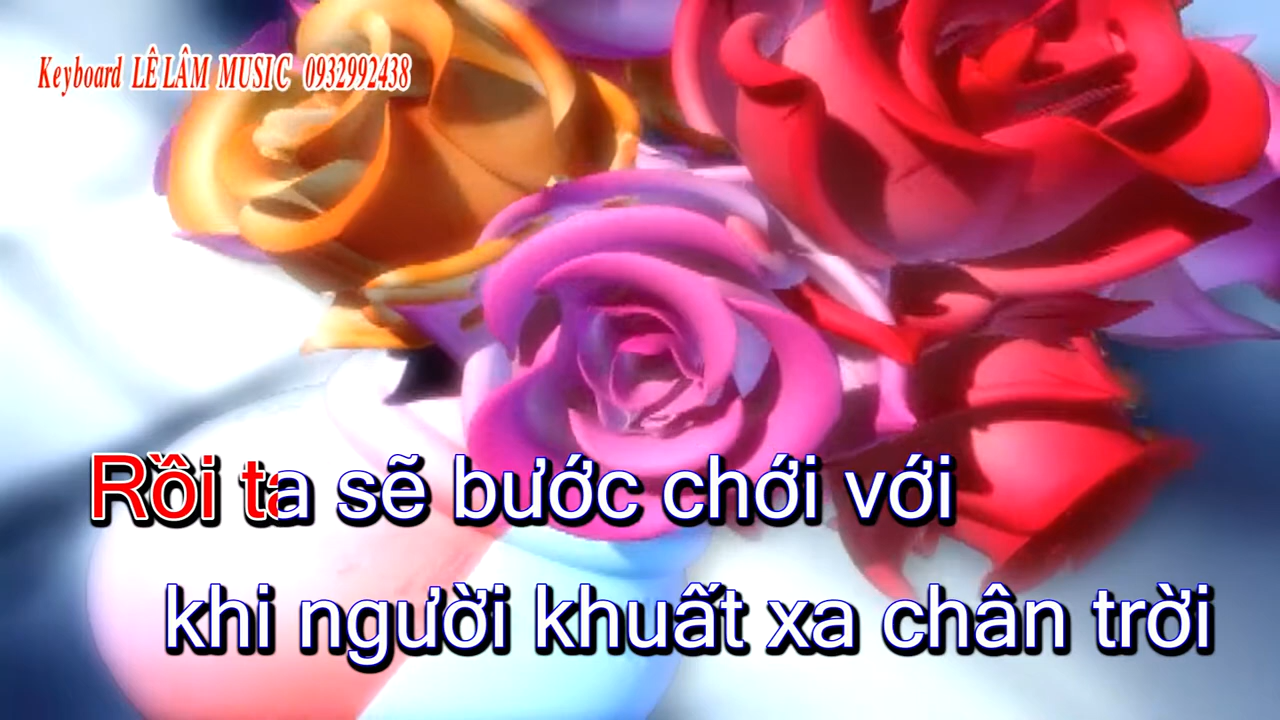 Keyboard LÊ LÂM MUSIC 0932992438
Rồi ta sẽ bước chới với
khi người khuất xa chân trời